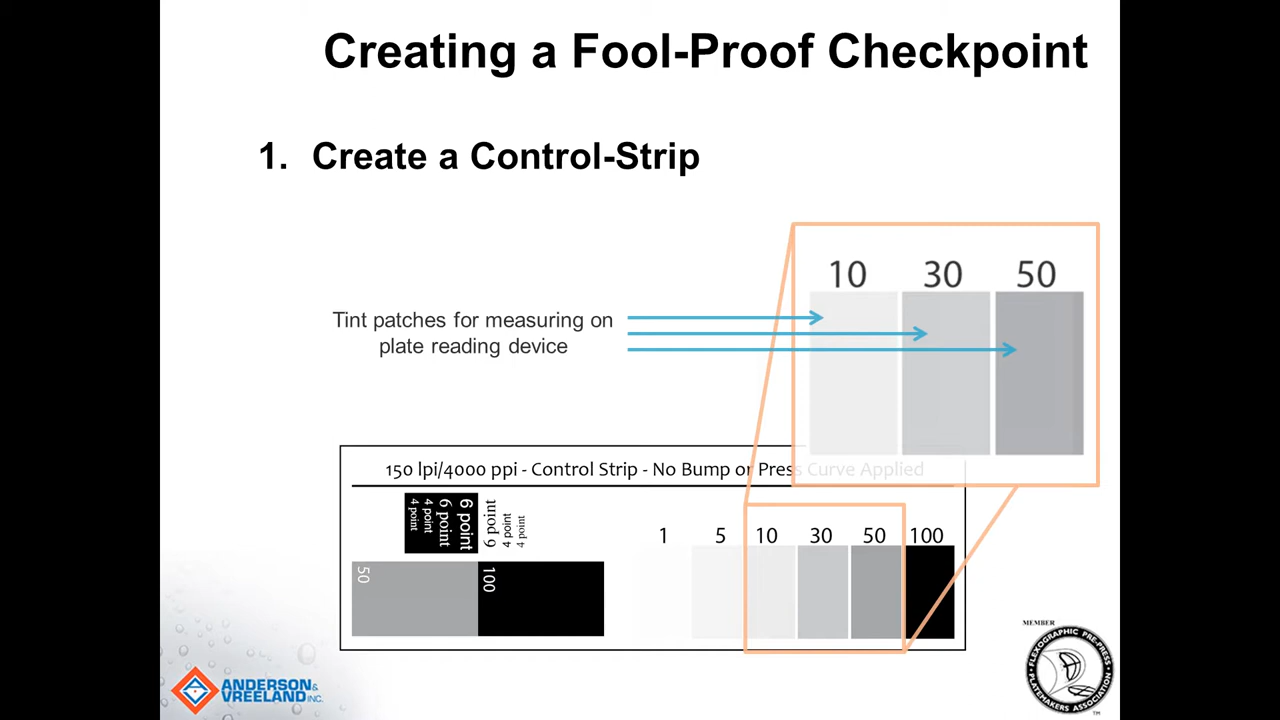 Creating a Fool-Proof Checkpoint
1. Create a Control-Strip
10 30 50
Tint patches for measuring on
plate reading device
150 lpi/4000 ppi - Control Strip - No Bump or Press Curve Applied
4 point
4 point
6 point
6 point
6 point
4 point
4 point
1 5 10 30 50 100
50
100
ANDERSON &
VREELAND INC.
MEMBER
FLEXOGRAPHIC PRE-PRESS
PLATEMAKERS ASSOCIATION
TM